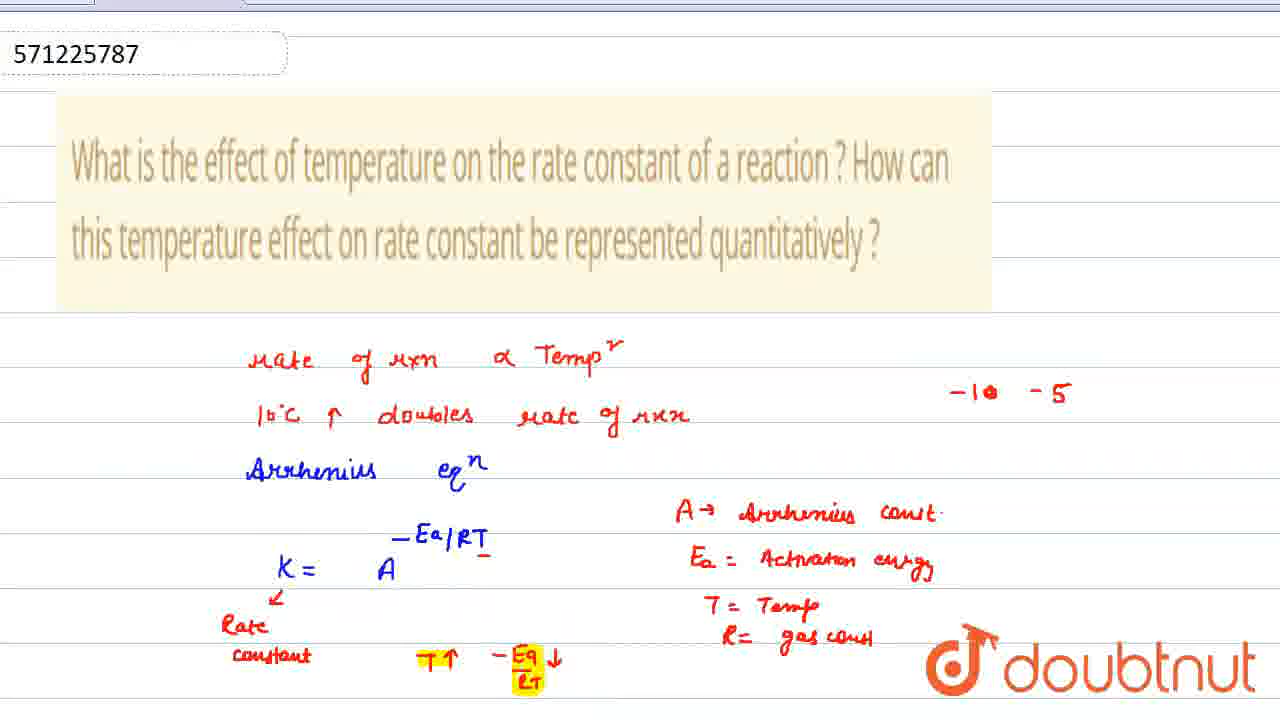 571225787
What is the effect of temperature on the rate constant of a reaction ? How can
this temperature effect on rate constant be represented quantitatively ?
rate of rxn α Tempr
10°C ↑ doubles rate of rxn
-10 -5
Arrhenius eqn
A → Arrhenius const.
K = A -Ea/RT
Ea = Activation energy
T = Temp
Rate
constant
R = gas const
T↑ -Ea/RT ↓
doubtnut